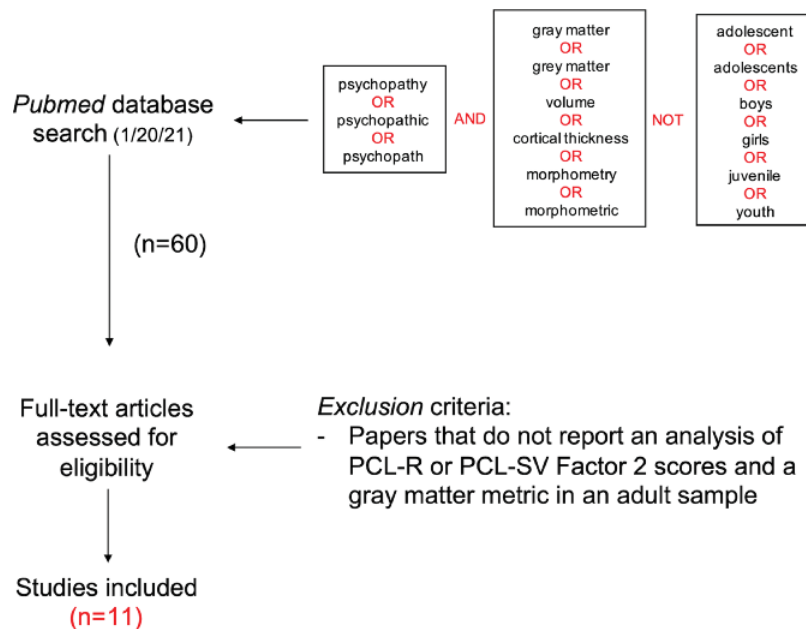 Pubmed database
search (1/20/21)
psychopathy
OR
psychopathic
OR
psychopath
AND
gray matter
OR
grey matter
OR
volume
OR
cortical thickness
OR
morphometry
OR
morphometric
NOT
adolescent
OR
adolescents
OR
boys
OR
girls
OR
juvenile
OR
youth
(n=60)
Full-text articles
assessed for
eligibility
Exclusion criteria:
- Papers that do not report an analysis of
PCL-R or PCL-SV Factor 2 scores and a
gray matter metric in an adult sample
Studies included
(n=11)